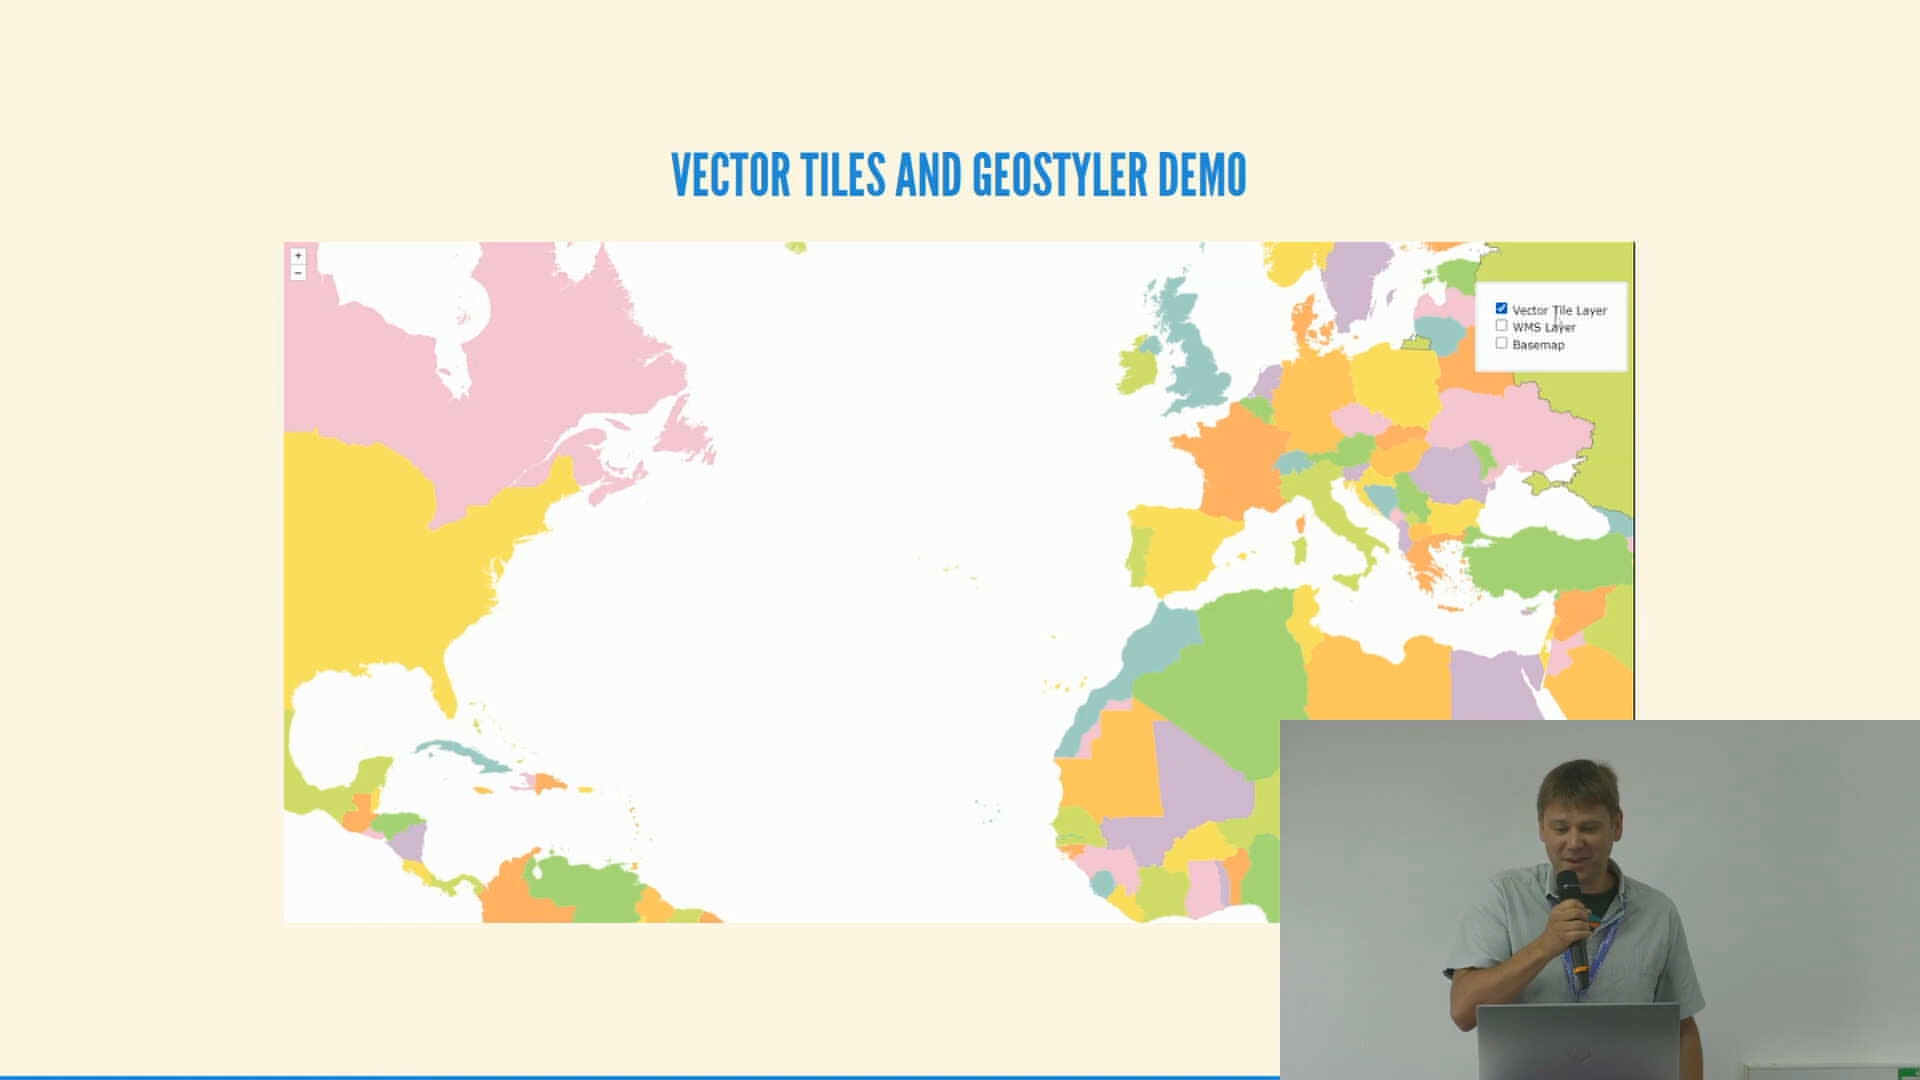 VECTOR TILES AND GEOSTYLER DEMO
+
−
Vector Tile Layer
WMS Layer
Basemap